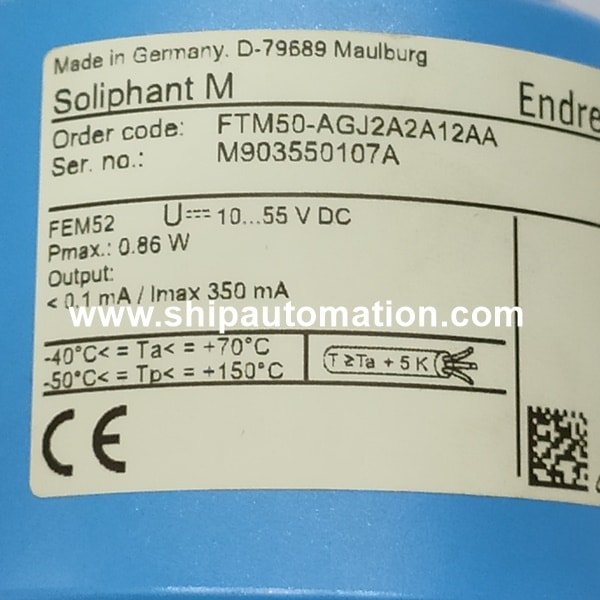 Made in Germany. D-79689 Maulburg
Soliphant M
Endre
Order code: FTM50-AGJ2A2A12AA
Ser. no.: M903550107A
FEM52 U⎓ 10...55 V DC
Pmax.: 0.86 W
Output:
< 0.1 mA / Imax 350 mA
www.shipautomation.com
-40°C< = Ta< = +70°C
-50°C< = Tp< = +150°C
T ≥Ta + 5 K
CE